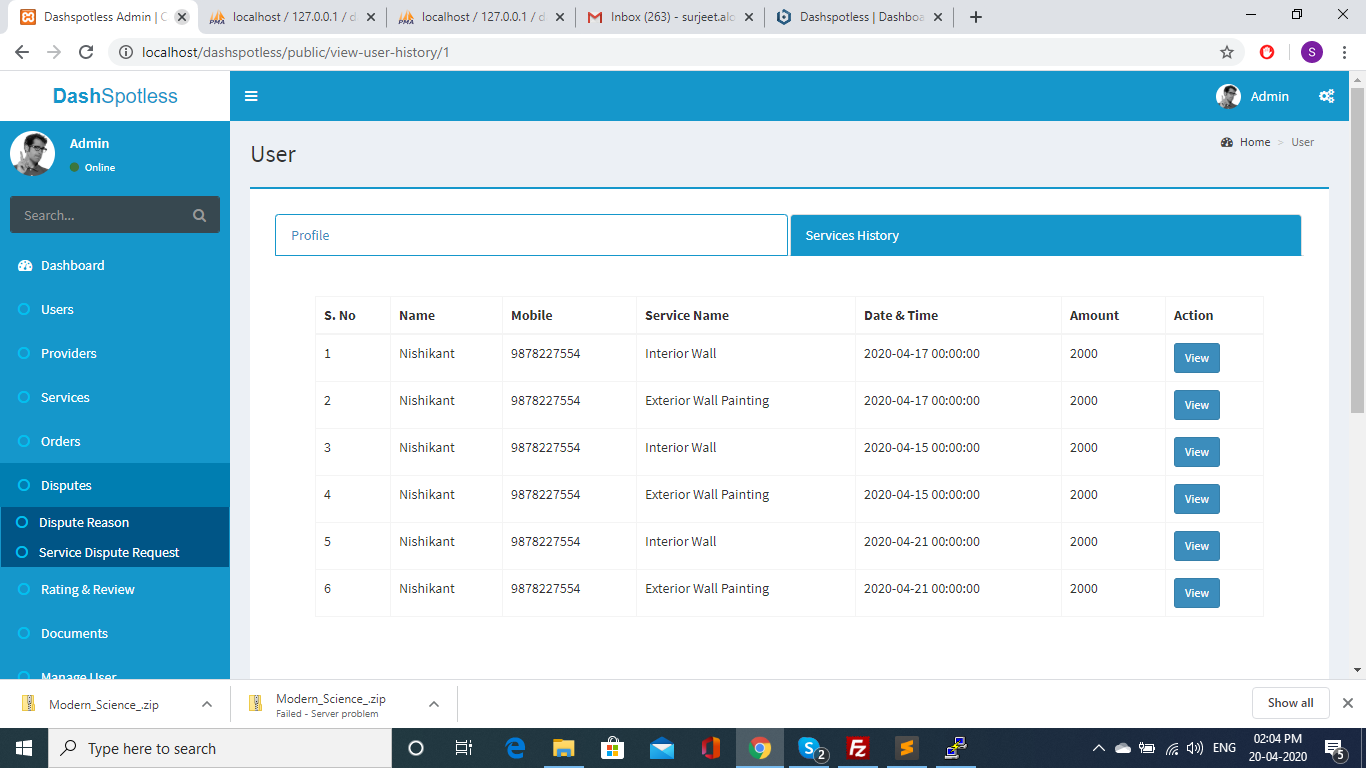 Dashspotless Admin | C
localhost / 127.0.0.1 / d
localhost / 127.0.0.1 / d
Inbox (263) - surjeet.alo
Dashspotless | Dashboa
localhost/dashspotless/public/view-user-history/1
S
DashSpotless
Admin
Admin
Online
Search...
Dashboard
Users
Providers
Services
Orders
Disputes
Dispute Reason
Service Dispute Request
Rating & Review
Documents
Manage User
User
Home > User
Profile
Services History
S. No Name Mobile Service Name Date & Time Amount Action
1 Nishikant 9878227554 Interior Wall 2020-04-17 00:00:00 2000 View
2 Nishikant 9878227554 Exterior Wall Painting 2020-04-17 00:00:00 2000 View
3 Nishikant 9878227554 Interior Wall 2020-04-15 00:00:00 2000 View
4 Nishikant 9878227554 Exterior Wall Painting 2020-04-15 00:00:00 2000 View
5 Nishikant 9878227554 Interior Wall 2020-04-21 00:00:00 2000 View
6 Nishikant 9878227554 Exterior Wall Painting 2020-04-21 00:00:00 2000 View
Modern_Science_.zip
Modern_Science_.zip
Failed - Server problem
Show all
Type here to search
2
ENG
02:04 PM
20-04-2020
5